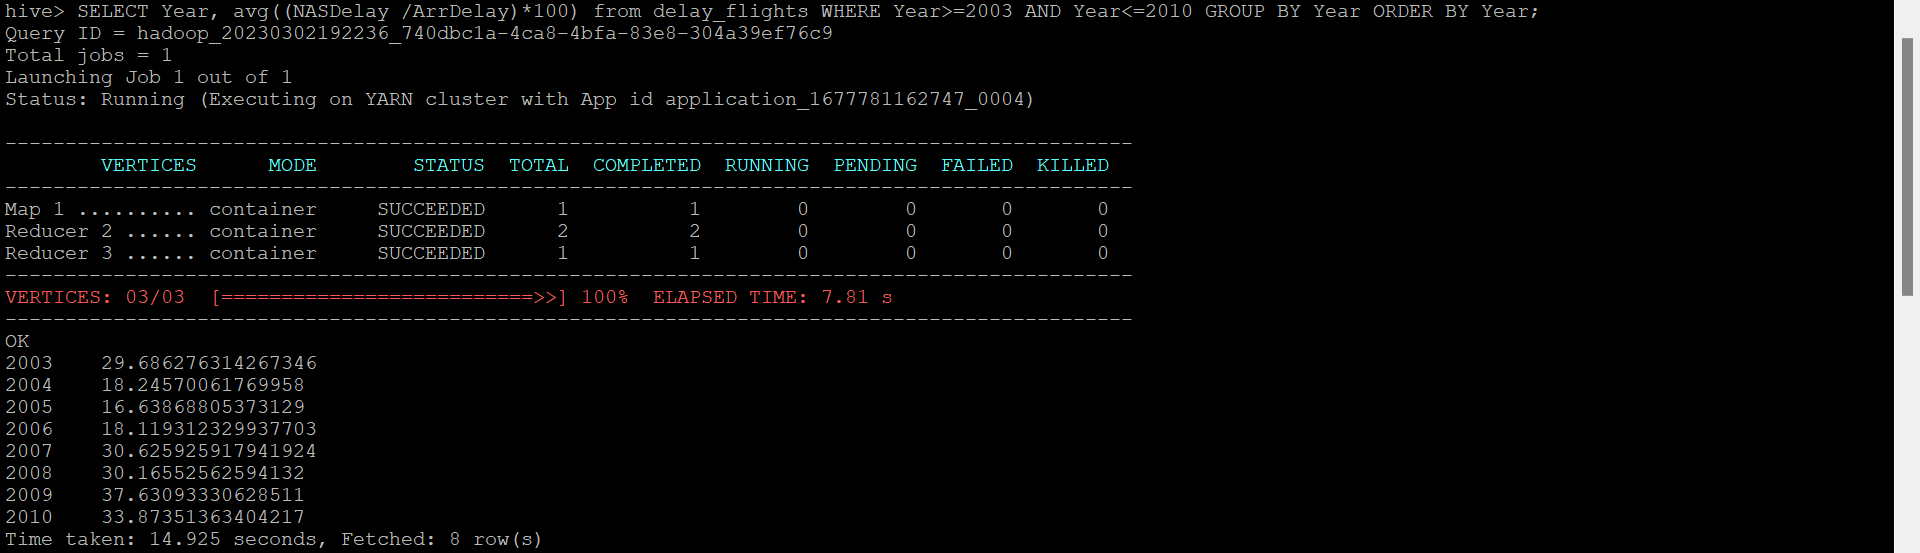 hive> SELECT Year, avg((NASDelay /ArrDelay)*100) from delay_flights WHERE Year>=2003 AND Year<=2010 GROUP BY Year ORDER BY Year;
Query ID = hadoop_20230302192236_740dbc1a-4ca8-4bfa-83e8-304a39ef76c9
Total jobs = 1
Launching Job 1 out of 1
Status: Running (Executing on YARN cluster with App id application_1677781162747_0004)

----------------------------------------------------------------------------------------------
        VERTICES      MODE        STATUS  TOTAL  COMPLETED  RUNNING  PENDING  FAILED  KILLED
----------------------------------------------------------------------------------------------
Map 1 .......... container     SUCCEEDED      1          1        0        0       0       0
Reducer 2 ...... container     SUCCEEDED      2          2        0        0       0       0
Reducer 3 ...... container     SUCCEEDED      1          1        0        0       0       0
----------------------------------------------------------------------------------------------
VERTICES: 03/03  [==========================>>] 100%  ELAPSED TIME: 7.81 s
----------------------------------------------------------------------------------------------
OK
2003    29.686276314267346
2004    18.24570061769958
2005    16.63868805373129
2006    18.119312329937703
2007    30.625925917941924
2008    30.16552562594132
2009    37.63093330628511
2010    33.87351363404217
Time taken: 14.925 seconds, Fetched: 8 row(s)